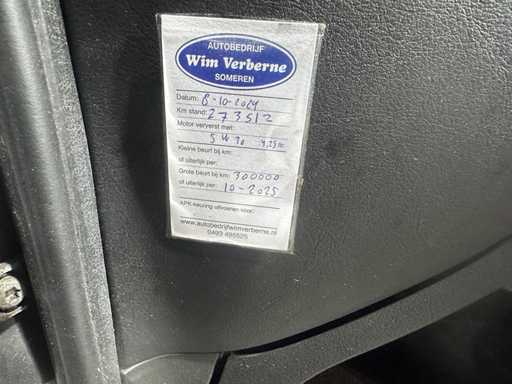 AUTOBEDRIJF
Wim Verberne
SOMEREN
Datum: 8-10-2024
Km stand: 273512
Motor ververst met:
5 W 30
Kleine beurt bij km:
of uiterlijk per:
Grote beurt bij km: 300000
of uiterlijk per: 10-2025
APK-keuring uitvoeren voor:
www.autobedrijfwimverberne.nl
0493 495525